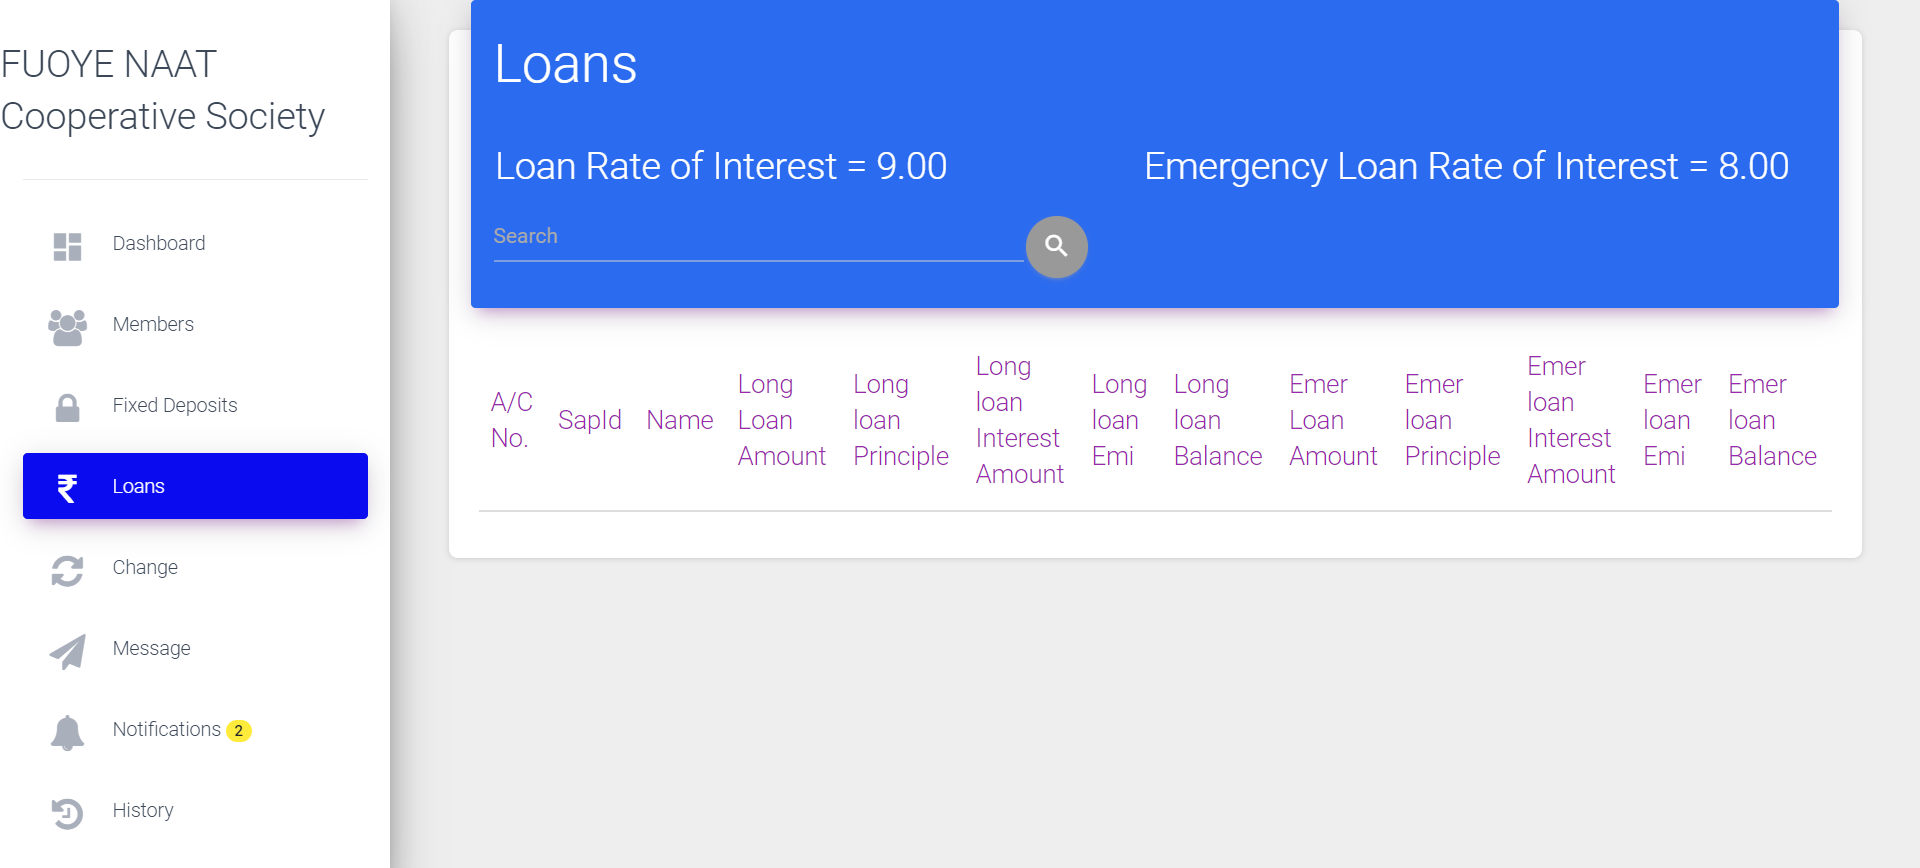 FUOYE NAAT
Cooperative Society
Dashboard
Members
Fixed Deposits
Loans
Change
Message
Notifications 2
History
Loans
Loan Rate of Interest = 9.00
Emergency Loan Rate of Interest = 8.00
Search
A/C
No.
SapId
Name
Long
Loan
Amount
Long
loan
Principle
Long
loan
Interest
Amount
Long
loan
Emi
Long
loan
Balance
Emer
Loan
Amount
Emer
loan
Principle
Emer
loan
Interest
Amount
Emer
loan
Emi
Emer
loan
Balance